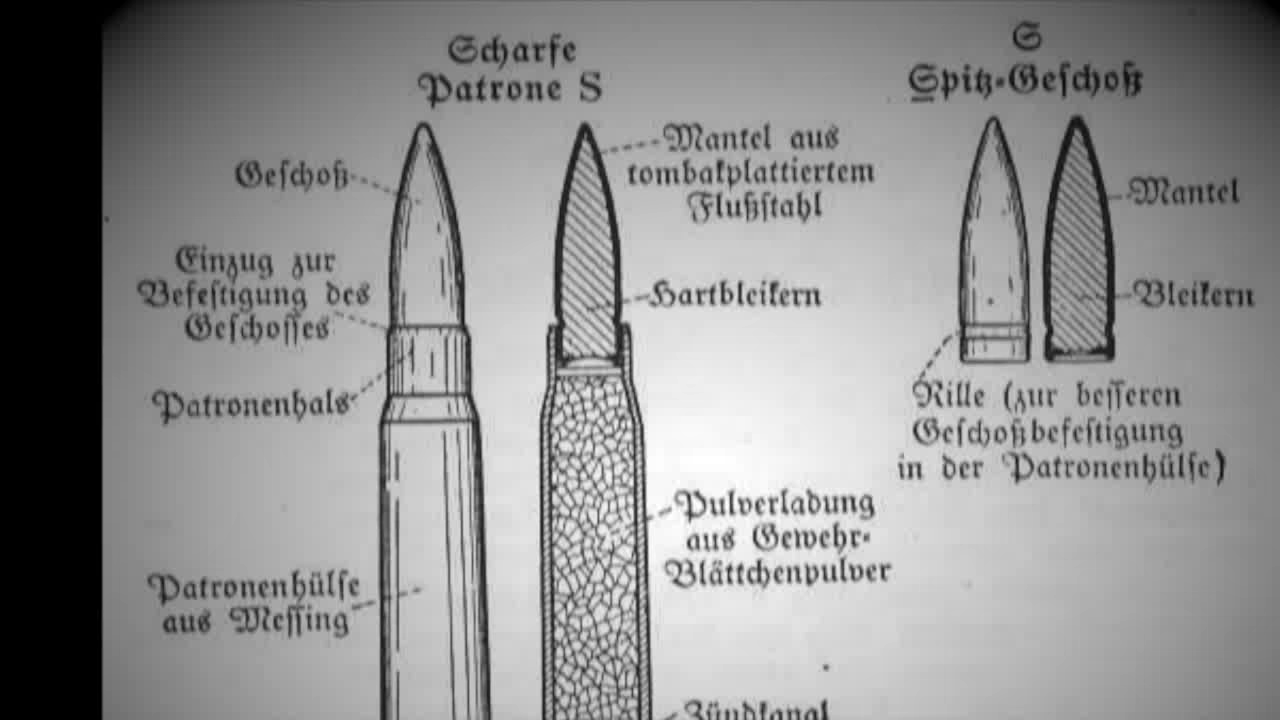 Scharfe
Patrone S
Geschoß
Einzug zur
Befestigung des
Geschosses
Patronenhals
Patronenhülse
aus Messing
Mantel aus
tombakplattiertem
Flußstahl
Hartbleikern
Pulverladung
aus Gewehr-
Blättchenpulver
Zündkanal
S
Spitz-Geschoß
Mantel
Bleikern
Rille (zur besseren
Geschoßbefestigung
in der Patronenhülse)